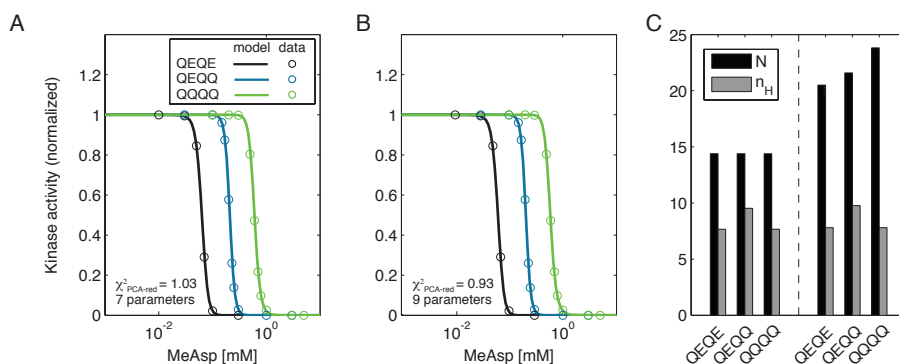 A
B
C
model data
QEQE
QEQQ
QQQQ
Kinase activity (normalized)
1.2
1
0.8
0.6
0.4
0.2
0
χ²PCA-red = 1.03
7 parameters
10⁻² 10⁰
MeAsp [mM]
1.2
1
0.8
0.6
0.4
0.2
0
χ²PCA-red = 0.93
9 parameters
10⁻² 10⁰
MeAsp [mM]
25
20
15
10
5
0
N
nH
QEQE
QEQQ
QQQQ
QEQE
QEQQ
QQQQ